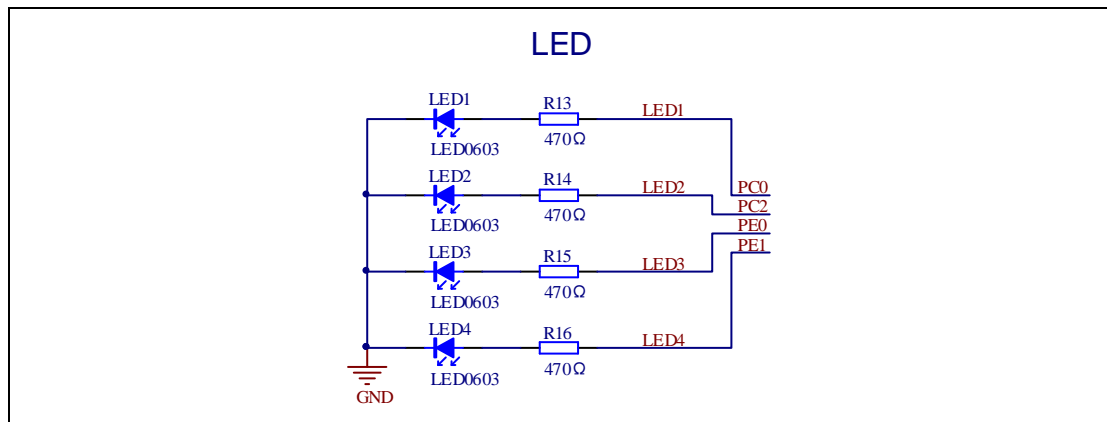 LED
LED1 R13 LED1
LED0603 470Ω
LED2 R14 LED2 PC0
PC2
LED0603 470Ω
PE0
LED3 R15 LED3 PE1
LED0603 470Ω
LED4 R16 LED4
LED0603 470Ω
GND